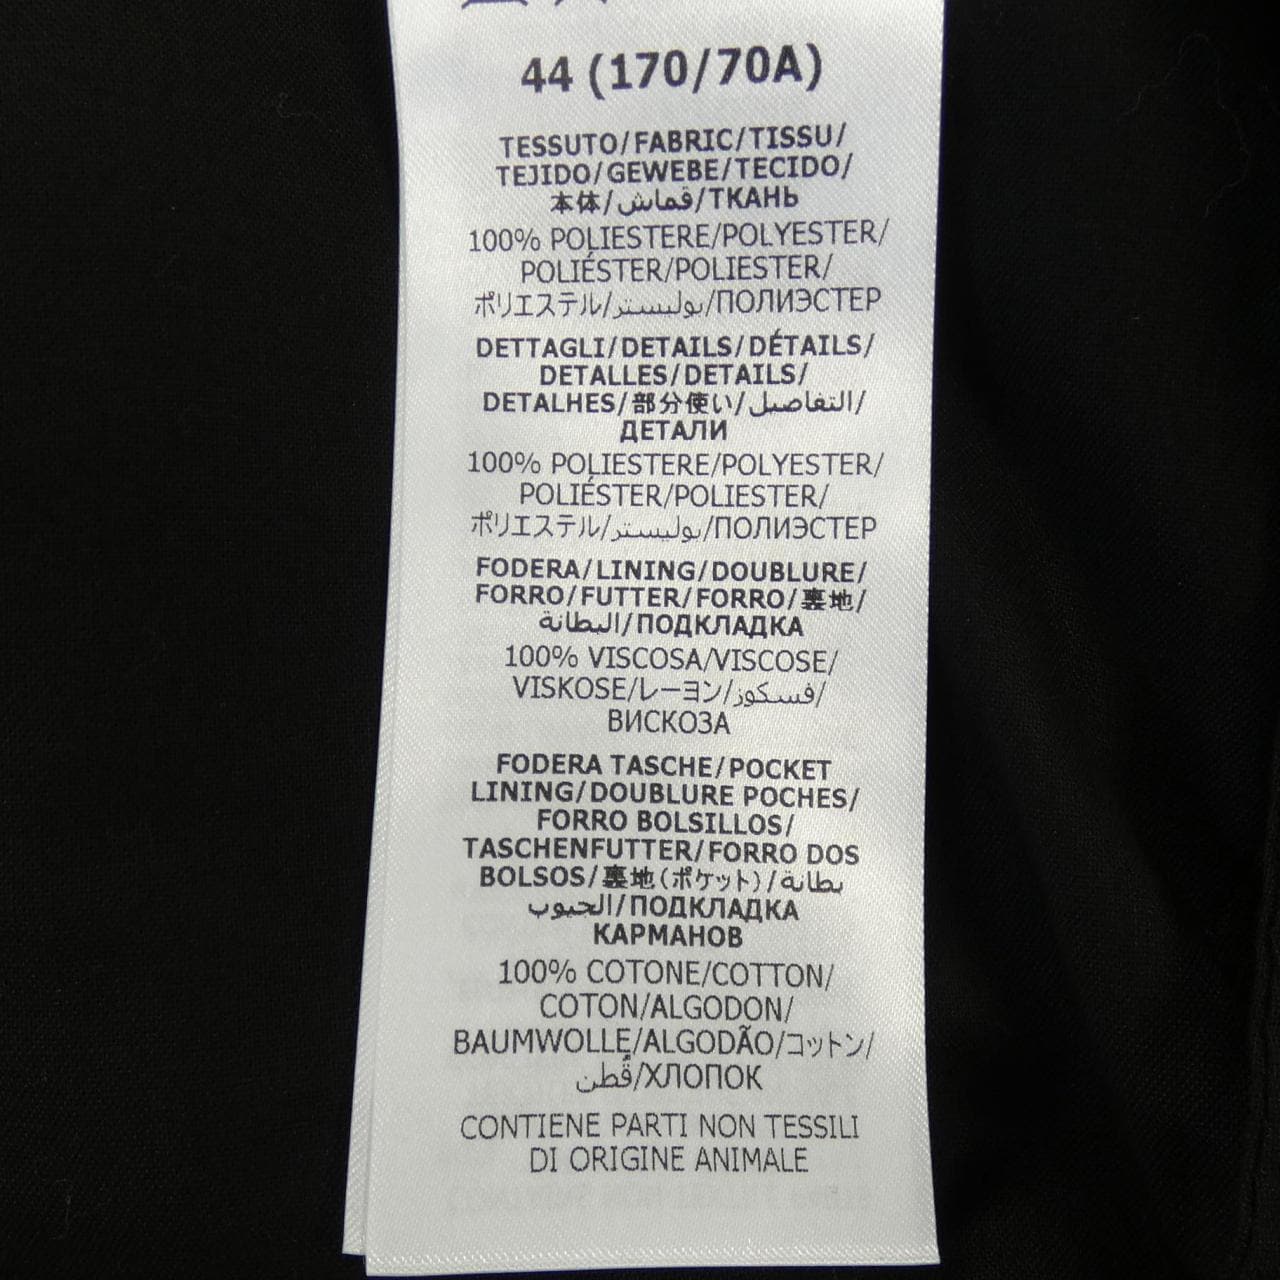 44 (170/70A)
TESSUTO/FABRIC/TISSU/
TEJIDO/GEWEBE/TECIDO/
本体/قماش/ТКАНЬ
100% POLIESTERE/POLYESTER/
POLIÉSTER/POLIESTER/
ポリエステル/بوليستر/ПОЛИЭСТЕР
DETTAGLI/DETAILS/DÉTAILS/
DETALLES/DETAILS/
DETALHES/部分使い/التفاصيل/
ДЕТАЛИ
100% POLIESTERE/POLYESTER/
POLIÉSTER/POLIESTER/
ポリエステル/بوليستر/ПОЛИЭСТЕР
FODERA/LINING/DOUBLURE/
FORRO/FUTTER/FORRO/裏地/
البطانة/ПОДКЛАДКА
100% VISCOSA/VISCOSE/
VISKOSE/レーヨン/فسكوز/
ВИСКОЗА
FODERA TASCHE/POCKET
LINING/DOUBLURE POCHES/
FORRO BOLSILLOS/
TASCHENFUTTER/FORRO DOS
BOLSOS/裏地(ポケット)/بطانة
الجيوب/ПОДКЛАДКА
КАРМАНОВ
100% COTONE/COTTON/
COTON/ALGODON/
BAUMWOLLE/ALGODÃO/コットン/
قُطن/ХЛОПОК
CONTIENE PARTI NON TESSILI
DI ORIGINE ANIMALE